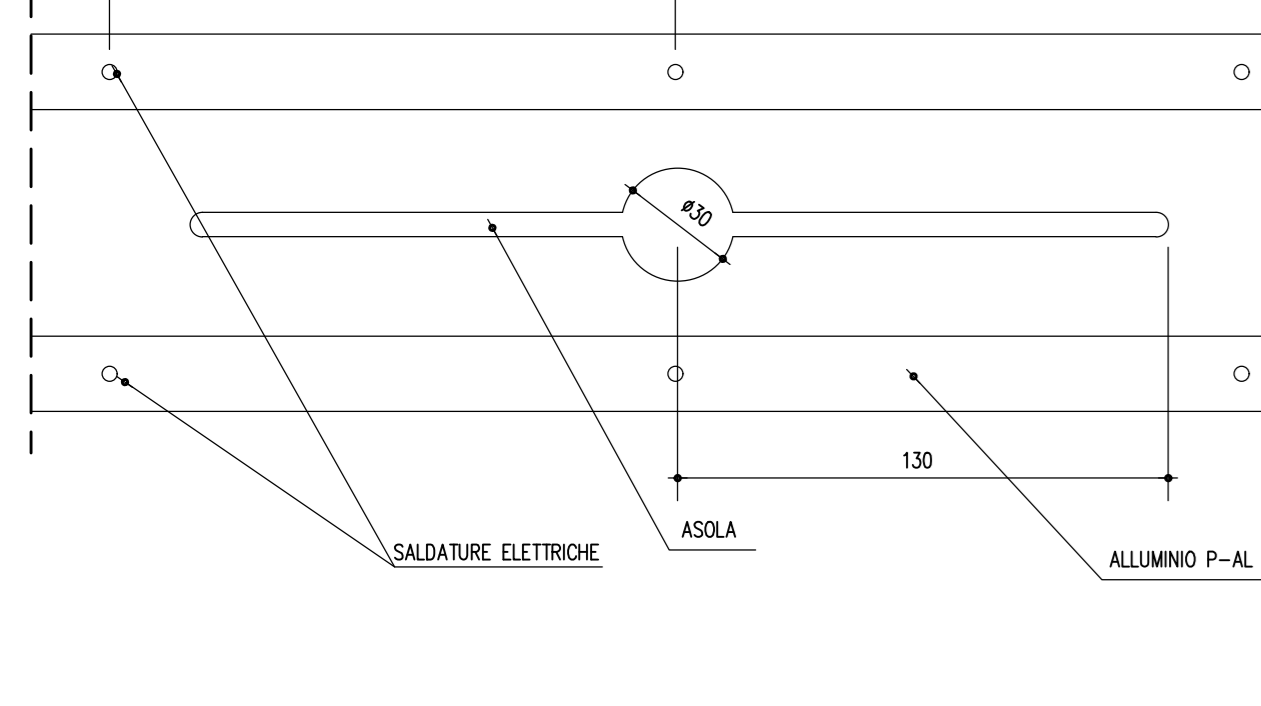 ø30
130
ASOLA
SALDATURE ELETTRICHE
ALLUMINIO P-AL